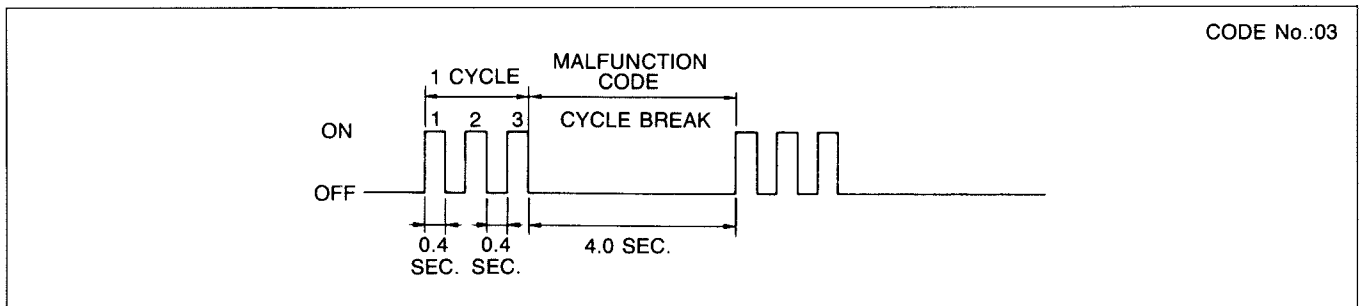 CODE No.:03
MALFUNCTION
1 CYCLE CODE
1 2 3 CYCLE BREAK
ON
OFF
0.4 0.4 4.0 SEC.
SEC. SEC.